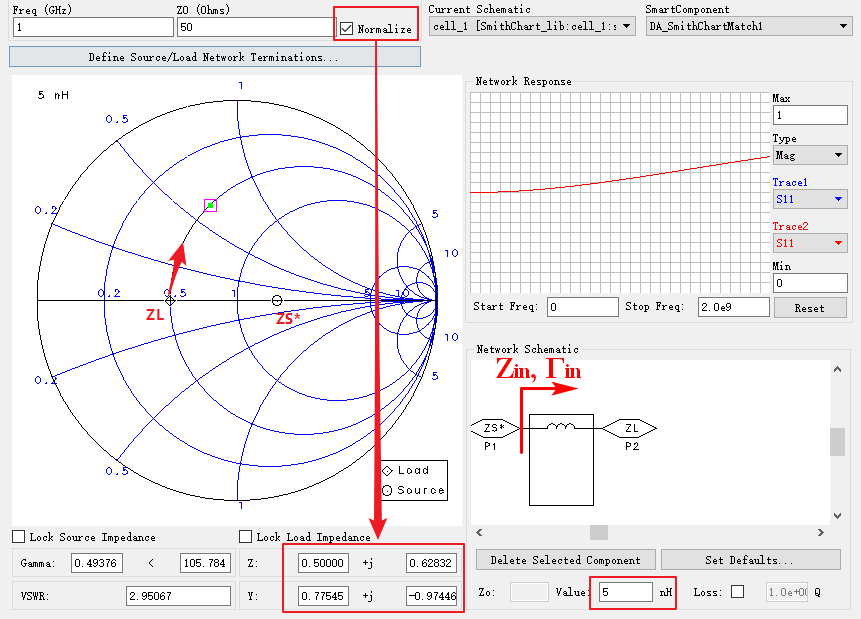 Freq (GHz)
Z0 (Ohms)
Current Schematic
SmartComponent
1
50
Normalize
cell_1 [SmithChart_lib:cell_1:s
DA_SmithChartMatch1
Define Source/Load Network Terminations...
5 nH
1
0.5
0.2
5
10
0.2
0.5
1
5
10
ZL
ZS*
10
5
0.2
0.5
1
Load
Source
Network Response
Max
1
Type
Mag
Trace1
S11
Trace2
S11
Min
0
Start Freq:
0
Stop Freq:
2.0e9
Reset
Network Schematic
Zin, Γin
ZS*
P1
ZL
P2
Lock Source Impedance
Lock Load Impedance
Gamma:
0.49376
<
105.784
Z:
0.50000
+j
0.62832
VSWR:
2.95067
Y:
0.77545
+j
-0.97446
Delete Selected Component
Set Defaults...
Zo:
Value:
5
nH
Loss:
1.0e+00
Q